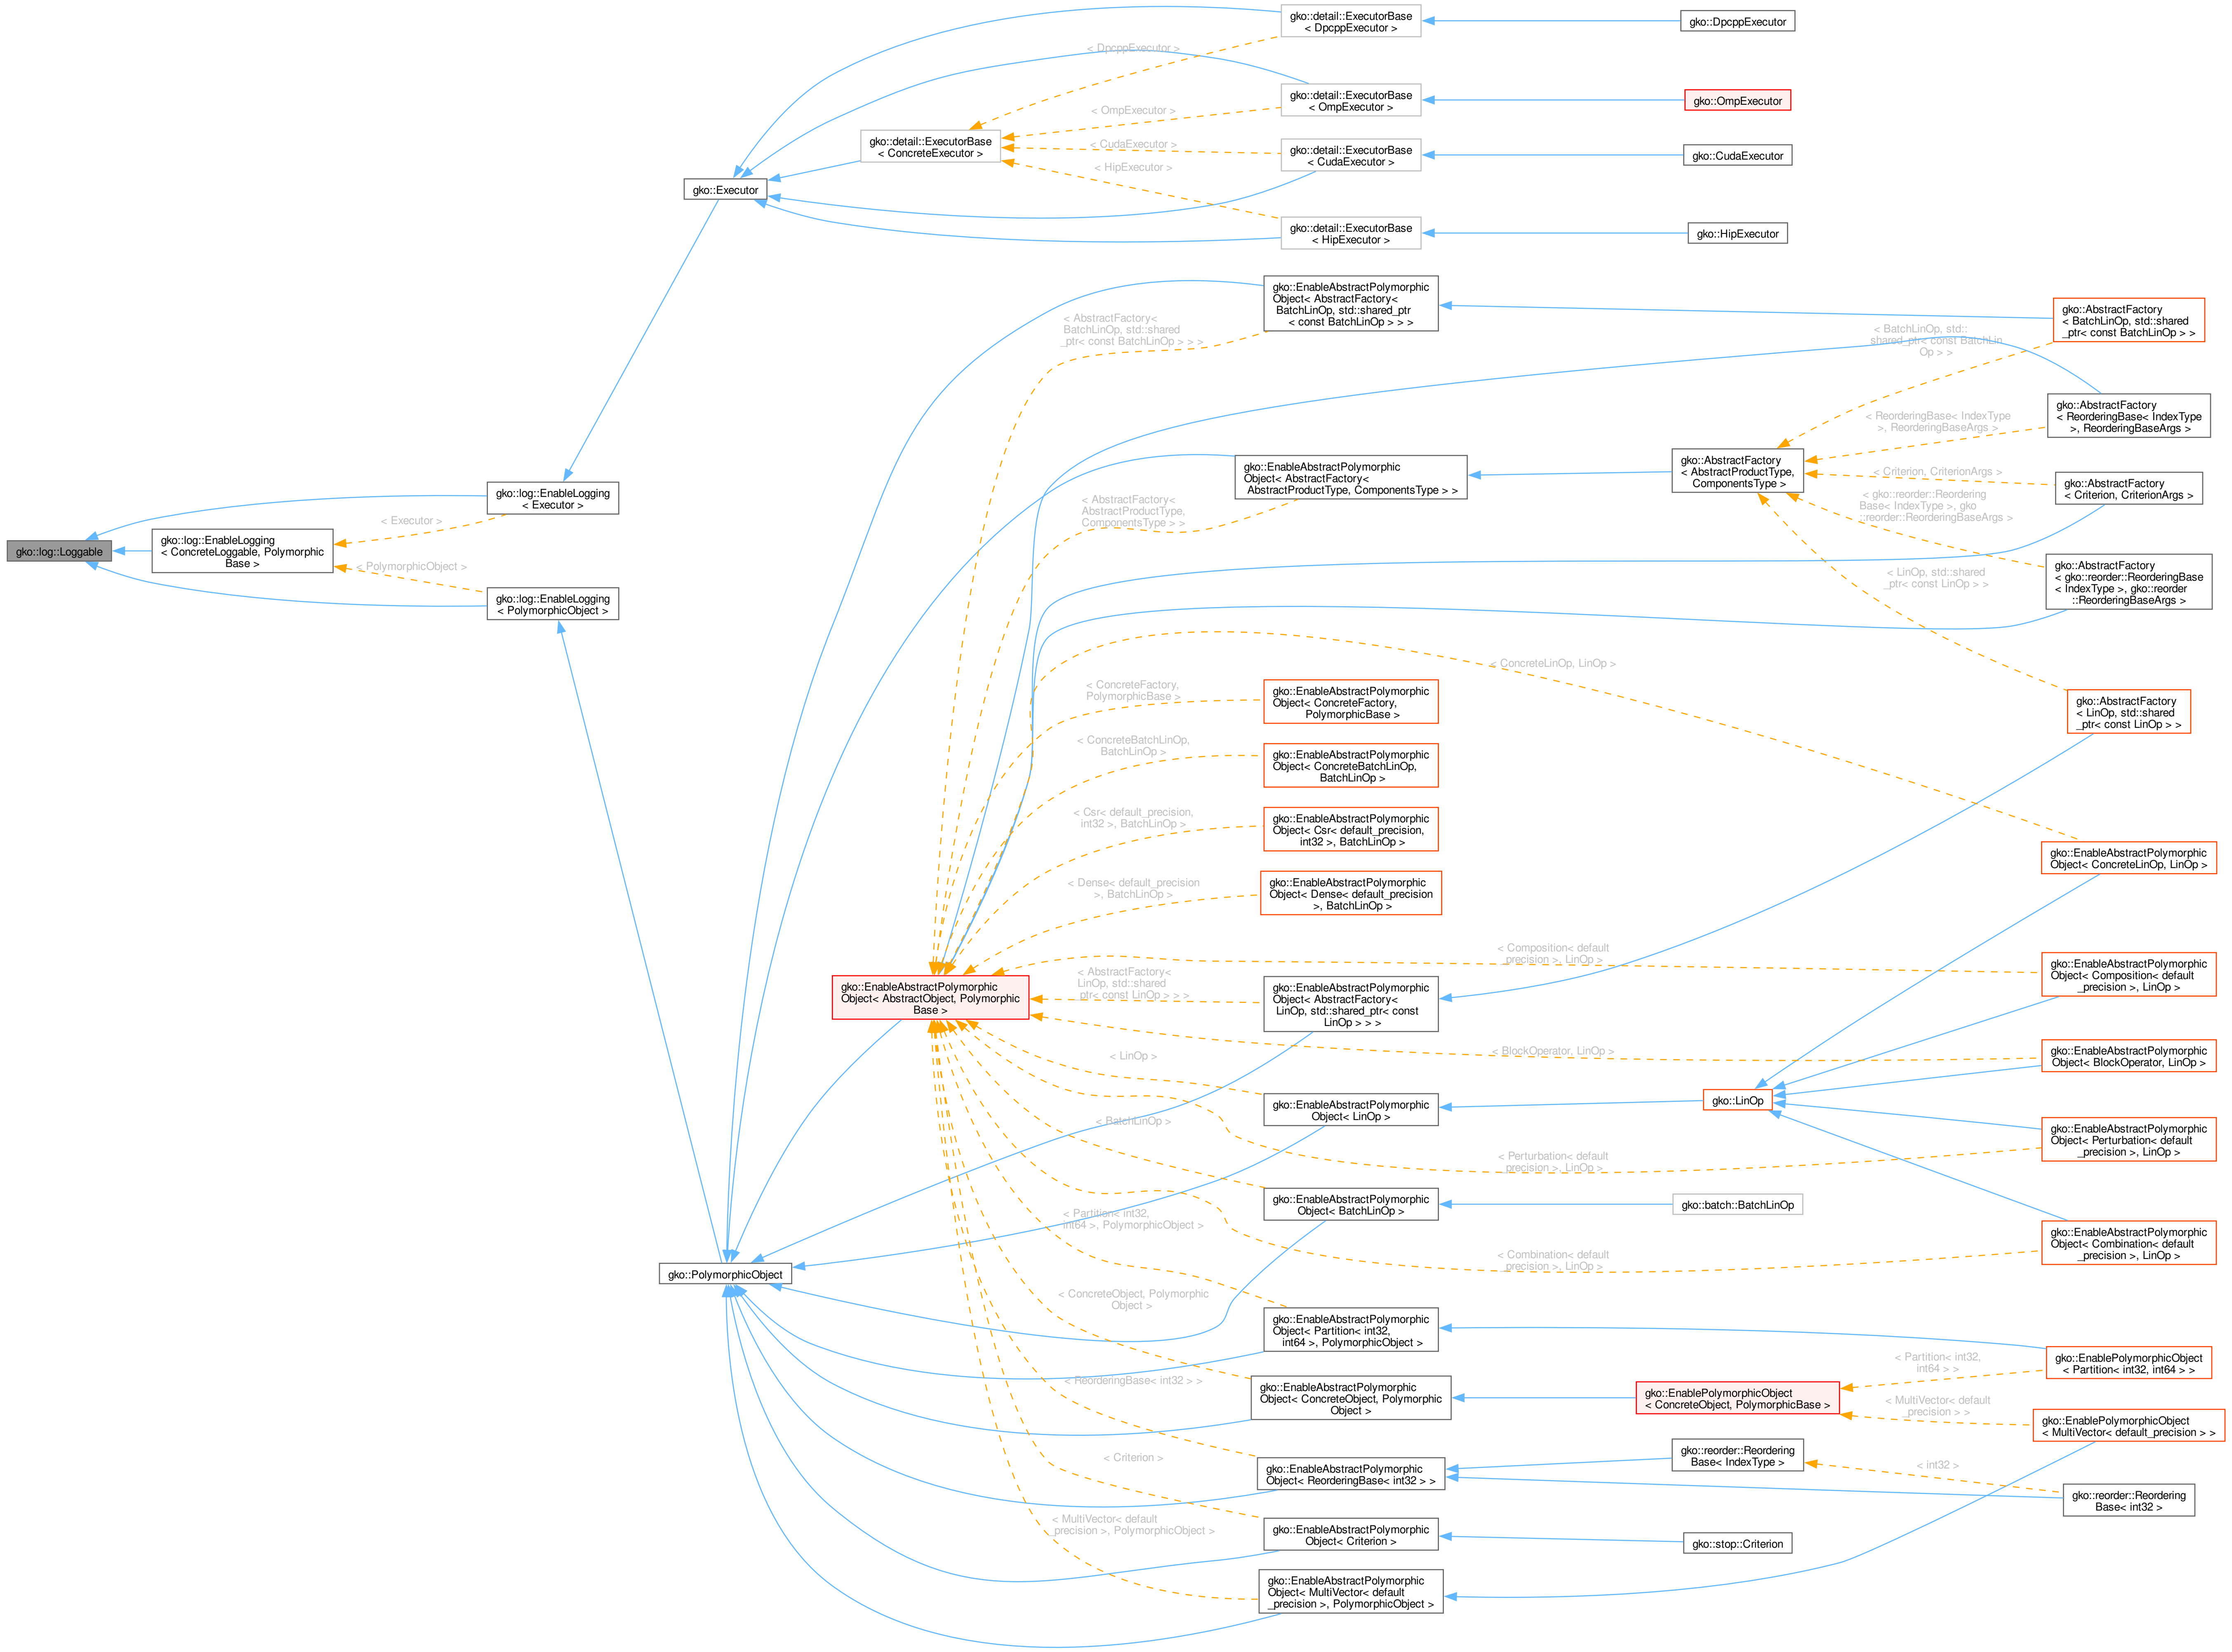 gko::log::Loggable
gko::log::EnableLogging
< ConcreteLoggable, Polymorphic
Base >
< Executor >
< PolymorphicObject >
gko::log::EnableLogging
< Executor >
gko::log::EnableLogging
< PolymorphicObject >
gko::Executor
gko::PolymorphicObject
gko::detail::ExecutorBase
< ConcreteExecutor >
< DpcppExecutor >
< OmpExecutor >
< CudaExecutor >
< HipExecutor >
gko::detail::ExecutorBase
< DpcppExecutor >
gko::detail::ExecutorBase
< OmpExecutor >
gko::detail::ExecutorBase
< CudaExecutor >
gko::detail::ExecutorBase
< HipExecutor >
gko::DpcppExecutor
gko::OmpExecutor
gko::CudaExecutor
gko::HipExecutor
gko::EnableAbstractPolymorphic
Object< AbstractObject, Polymorphic
Base >
< AbstractFactory<
BatchLinOp, std::shared
_ptr< const BatchLinOp > > >
< AbstractFactory<
AbstractProductType,
ComponentsType > >
< ConcreteFactory,
PolymorphicBase >
< ConcreteBatchLinOp,
BatchLinOp >
< Csr< default_precision,
int32 >, BatchLinOp >
< Dense< default_precision
>, BatchLinOp >
< AbstractFactory<
LinOp, std::shared
_ptr< const LinOp > > >
< LinOp >
< BatchLinOp >
< Partition< int32,
int64 >, PolymorphicObject >
< ConcreteObject, Polymorphic
Object >
< ReorderingBase< int32 > >
< Criterion >
< MultiVector< default
_precision >, PolymorphicObject >
gko::EnableAbstractPolymorphic
Object< AbstractFactory<
BatchLinOp, std::shared_ptr
< const BatchLinOp > > >
gko::EnableAbstractPolymorphic
Object< AbstractFactory<
AbstractProductType, ComponentsType > >
gko::EnableAbstractPolymorphic
Object< ConcreteFactory,
PolymorphicBase >
gko::EnableAbstractPolymorphic
Object< ConcreteBatchLinOp,
BatchLinOp >
gko::EnableAbstractPolymorphic
Object< Csr< default_precision,
int32 >, BatchLinOp >
gko::EnableAbstractPolymorphic
Object< Dense< default_precision
>, BatchLinOp >
gko::EnableAbstractPolymorphic
Object< AbstractFactory<
LinOp, std::shared_ptr< const
LinOp > > >
gko::EnableAbstractPolymorphic
Object< LinOp >
gko::EnableAbstractPolymorphic
Object< BatchLinOp >
gko::EnableAbstractPolymorphic
Object< Partition< int32,
int64 >, PolymorphicObject >
gko::EnableAbstractPolymorphic
Object< ConcreteObject, Polymorphic
Object >
gko::EnableAbstractPolymorphic
Object< ReorderingBase< int32 > >
gko::EnableAbstractPolymorphic
Object< Criterion >
gko::EnableAbstractPolymorphic
Object< MultiVector< default
_precision >, PolymorphicObject >
< ConcreteLinOp, LinOp >
< Composition< default
_precision >, LinOp >
< BlockOperator, LinOp >
< Perturbation< default
_precision >, LinOp >
< Combination< default
_precision >, LinOp >
gko::AbstractFactory
< AbstractProductType,
ComponentsType >
gko::LinOp
gko::batch::BatchLinOp
gko::EnablePolymorphicObject
< ConcreteObject, PolymorphicBase >
gko::reorder::Reordering
Base< IndexType >
gko::stop::Criterion
< BatchLinOp, std::
shared_ptr< const BatchLin
Op > >
< ReorderingBase< IndexType
>, ReorderingBaseArgs >
< Criterion, CriterionArgs >
< gko::reorder::Reordering
Base< IndexType >, gko
::reorder::ReorderingBaseArgs >
< LinOp, std::shared
_ptr< const LinOp > >
< Partition< int32,
int64 > >
< MultiVector< default
_precision > >
< int32 >
gko::AbstractFactory
< BatchLinOp, std::shared
_ptr< const BatchLinOp > >
gko::AbstractFactory
< ReorderingBase< IndexType
>, ReorderingBaseArgs >
gko::AbstractFactory
< Criterion, CriterionArgs >
gko::AbstractFactory
< gko::reorder::ReorderingBase
< IndexType >, gko::reorder
::ReorderingBaseArgs >
gko::AbstractFactory
< LinOp, std::shared
_ptr< const LinOp > >
gko::EnableAbstractPolymorphic
Object< ConcreteLinOp, LinOp >
gko::EnableAbstractPolymorphic
Object< Composition< default
_precision >, LinOp >
gko::EnableAbstractPolymorphic
Object< BlockOperator, LinOp >
gko::EnableAbstractPolymorphic
Object< Perturbation< default
_precision >, LinOp >
gko::EnableAbstractPolymorphic
Object< Combination< default
_precision >, LinOp >
gko::EnablePolymorphicObject
< Partition< int32, int64 > >
gko::EnablePolymorphicObject
< MultiVector< default_precision > >
gko::reorder::Reordering
Base< int32 >